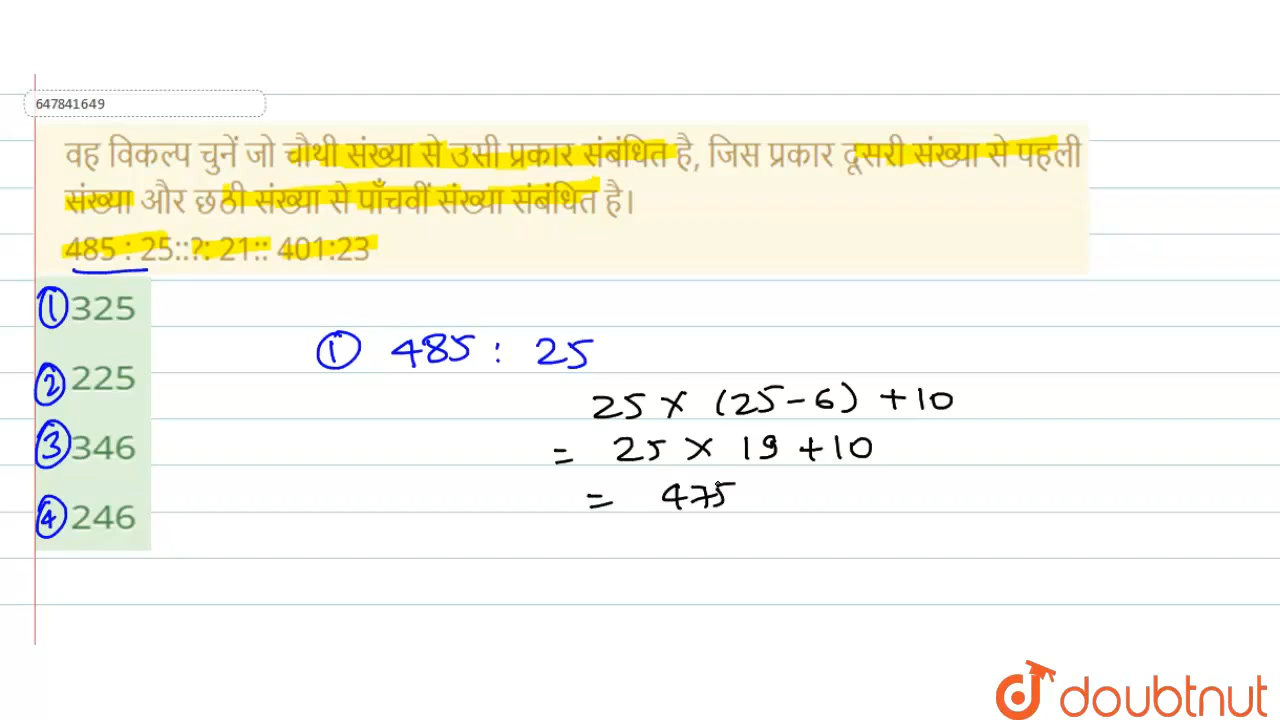 647841649
वह विकल्प चुनें जो चौथी संख्या से उसी प्रकार संबंधित है, जिस प्रकार दूसरी संख्या से पहली
संख्या और छठी संख्या से पाँचवीं संख्या संबंधित है।
485 : 25::?: 21:: 401:23
① 325
② 225
③ 346
④ 246
① 485 : 25
25 × (25-6) +10
= 25 × 19 +10
= 475
doubtnut